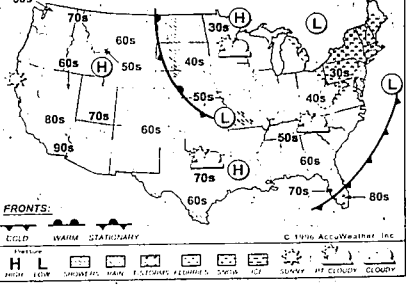 70s 60s 30s H L
60s H 50s 40s 30s
50s L 40s L
80s 70s 60s 50s
90s 60s
70s H 70s 80s
60s
FRONTS:
COLD WARM STATIONARY
© 1996 AccuWeather, Inc.
Pressure
H L
HIGH LOW SHOWERS RAIN T-STORMS FLURRIES SNOW ICE SUNNY PT. CLOUDY CLOUDY